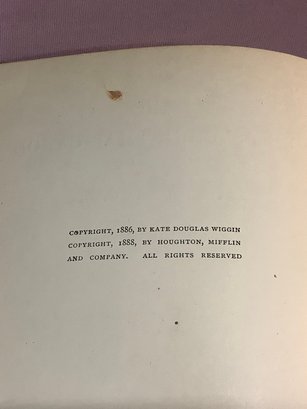 COPYRIGHT, 1886, BY KATE DOUGLAS WIGGIN
COPYRIGHT, 1888, BY HOUGHTON, MIFFLIN
AND COMPANY. ALL RIGHTS RESERVED